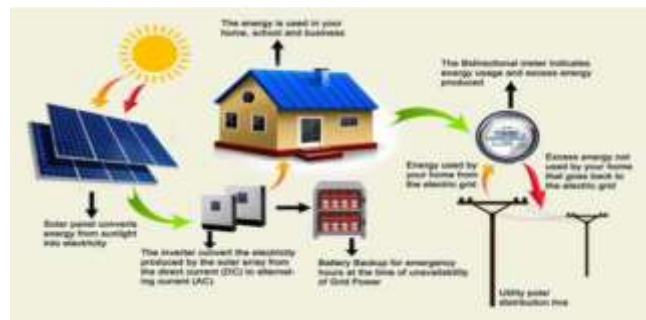 The energy is used in your
home, school and business
The Bidirectional meter indicates
energy usage and excess energy
produced
Energy used by
your home from
the electric grid
Excess energy not
used by your home
that goes back to
the electric grid
Solar panel converts
energy from sunlight
into electricity
The inverter convert the electricity
produced by the solar array from
the direct current (DC) to alternat-
ing current (AC)
Battery Backup for emergency
hours at the time of unavailability
of Grid Power
Utility polar
distribution line